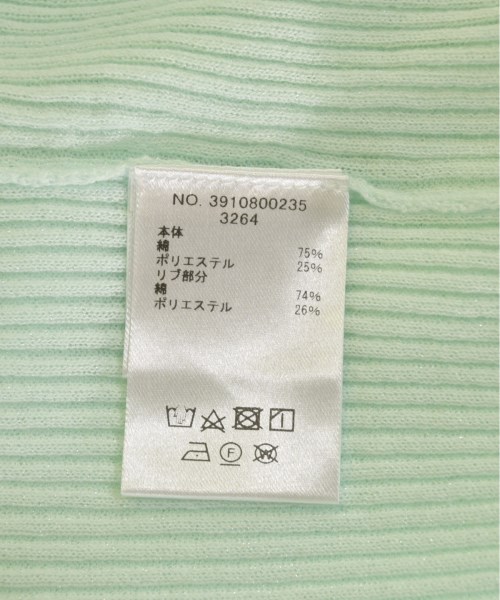 NO. 3910800235
3264
本体
綿 75%
ポリエステル 25%
リブ部分
綿 74%
ポリエステル 26%
F
W